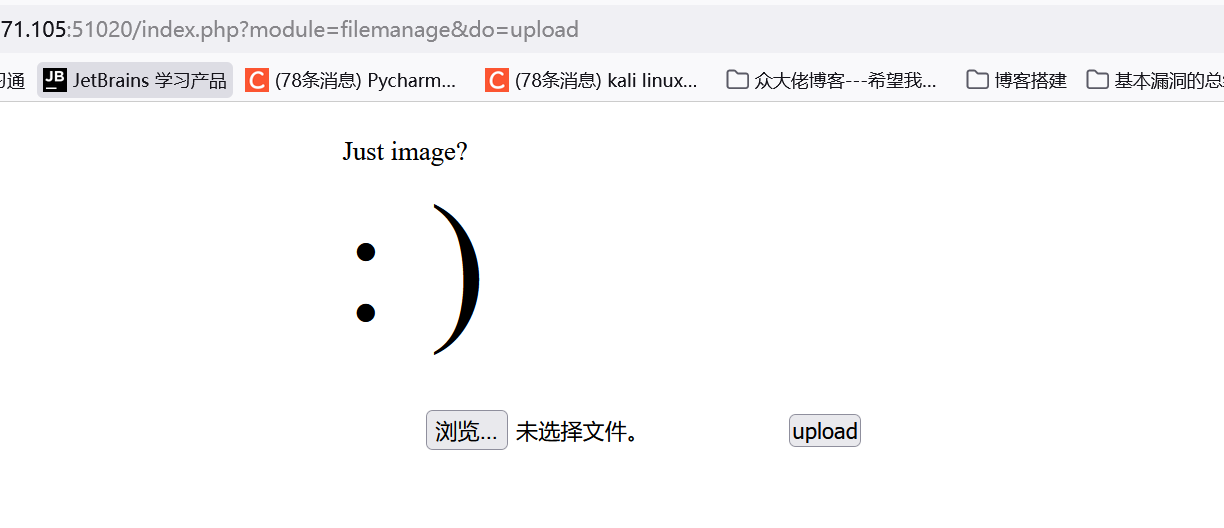 71.105:51020/index.php?module=filemanage&do=upload
习通 JB JetBrains 学习产品 C (78条消息) Pycharm... C (78条消息) kali linux... 众大佬博客---希望我... 博客搭建 基本漏洞的总
Just image?
: )
浏览... 未选择文件。 upload